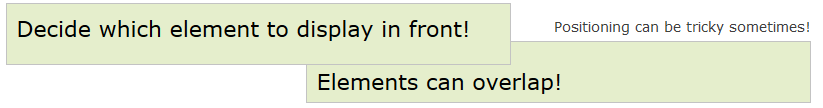 Decide which element to display in front!
Positioning can be tricky sometimes!
Elements can overlap!